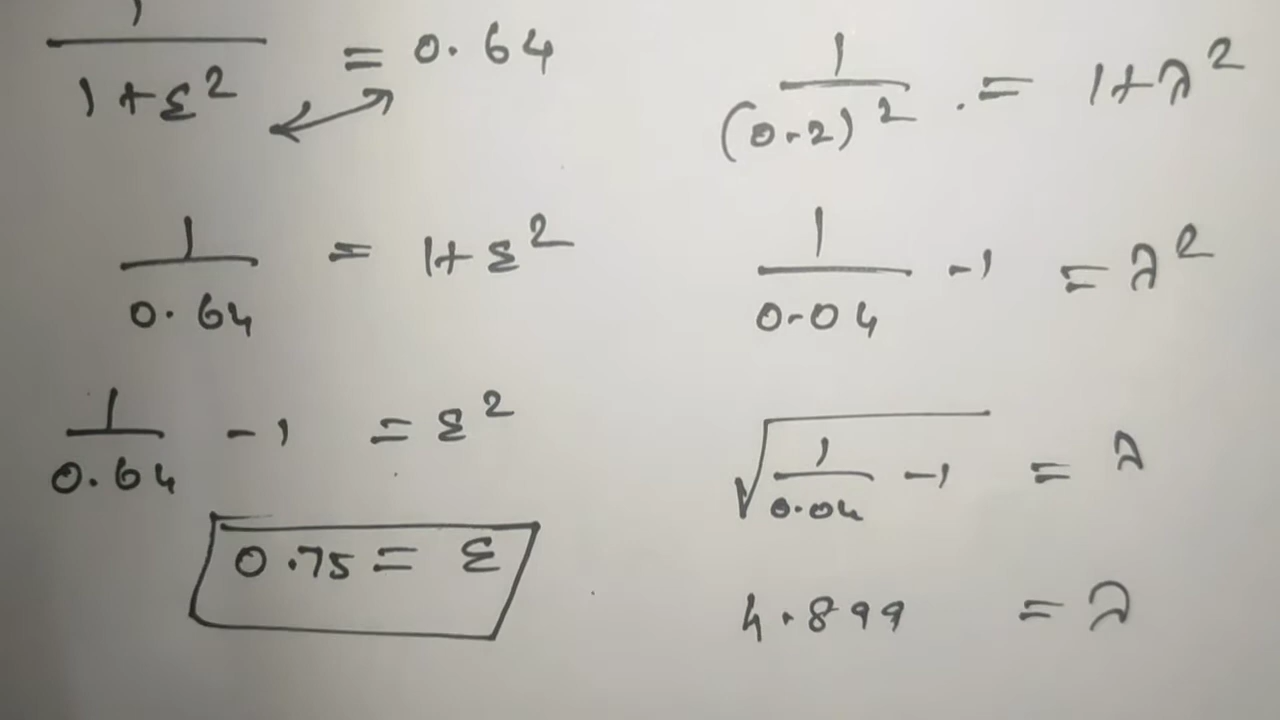 1/(1+ε²) = 0.64
1/0.64 = 1+ε²
1/0.64 - 1 = ε²
0.75 = ε
1/(0.2)² . = 1+λ²
1/0.04 - 1 = λ²
√(1/0.04 - 1) = λ
4.899 = λ